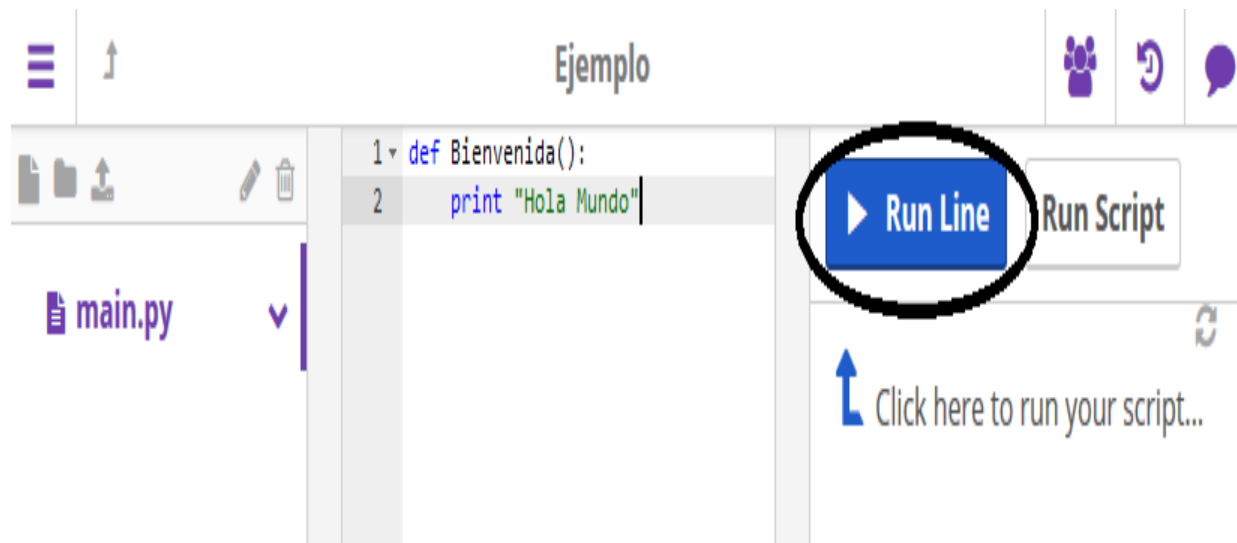 Ejemplo
main.py
1 def Bienvenida():
2 print "Hola Mundo"
Run Line
Run Script
Click here to run your script...